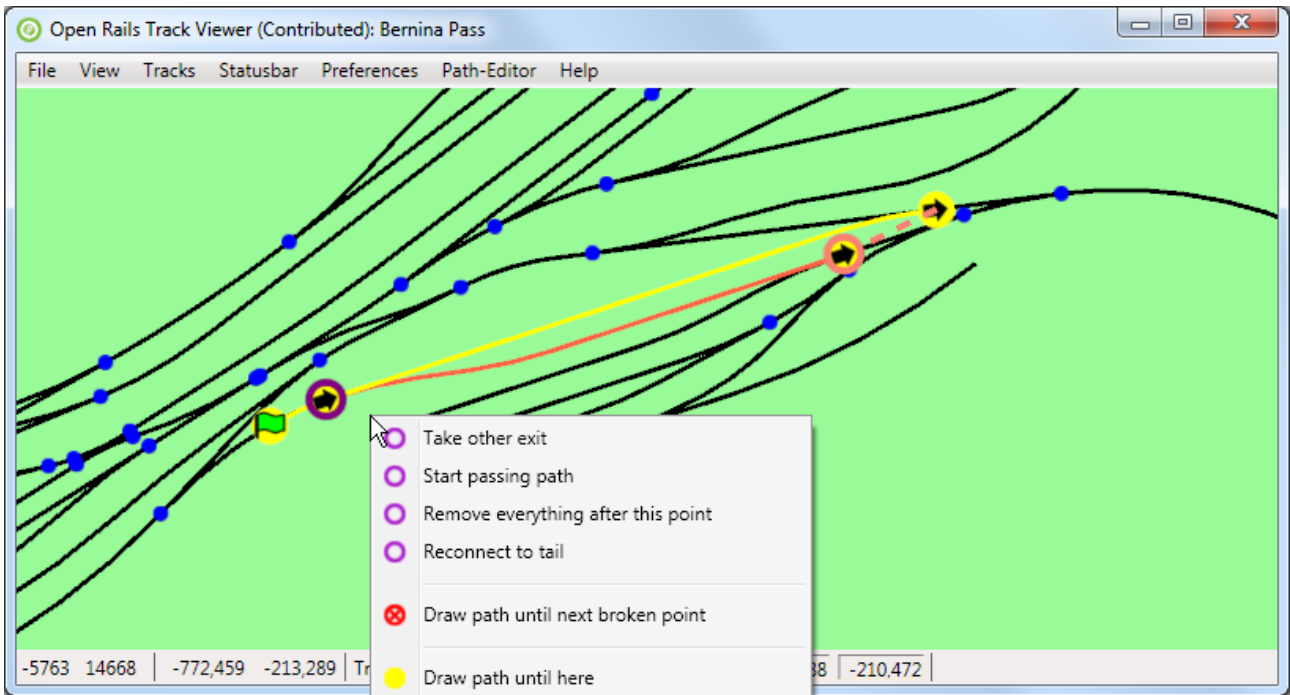 Open Rails Track Viewer (Contributed): Bernina Pass
File View Tracks Statusbar Preferences Path-Editor Help
Take other exit
Start passing path
Remove everything after this point
Reconnect to tail
Draw path until next broken point
Draw path until here
-5763 14668 -772,459 -213,289 -210,472